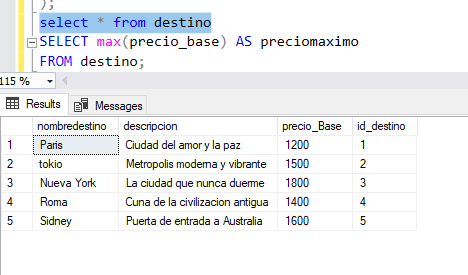 );
select * from destino
SELECT max(precio_base) AS preciomaximo
FROM destino;
115 %
Results Messages
nombredestino descripcion precio_Base id_destino
1 Paris Ciudad del amor y la paz 1200 1
2 tokio Metropolis moderna y vibrante 1500 2
3 Nueva York La ciudad que nunca duerme 1800 3
4 Roma Cuna de la civilizacion antigua 1400 4
5 Sidney Puerta de entrada a Australia 1600 5